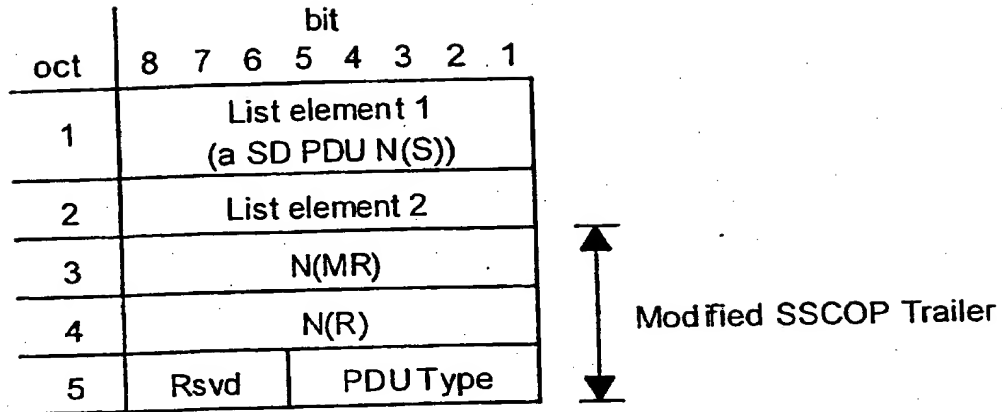 bit
oct 8 7 6 5 4 3 2 1
1 List element 1
(a SD PDU N(S))
2 List element 2
3 N(MR)
4 N(R)
5 Rsvd PDU Type
Modified SSCOP Trailer